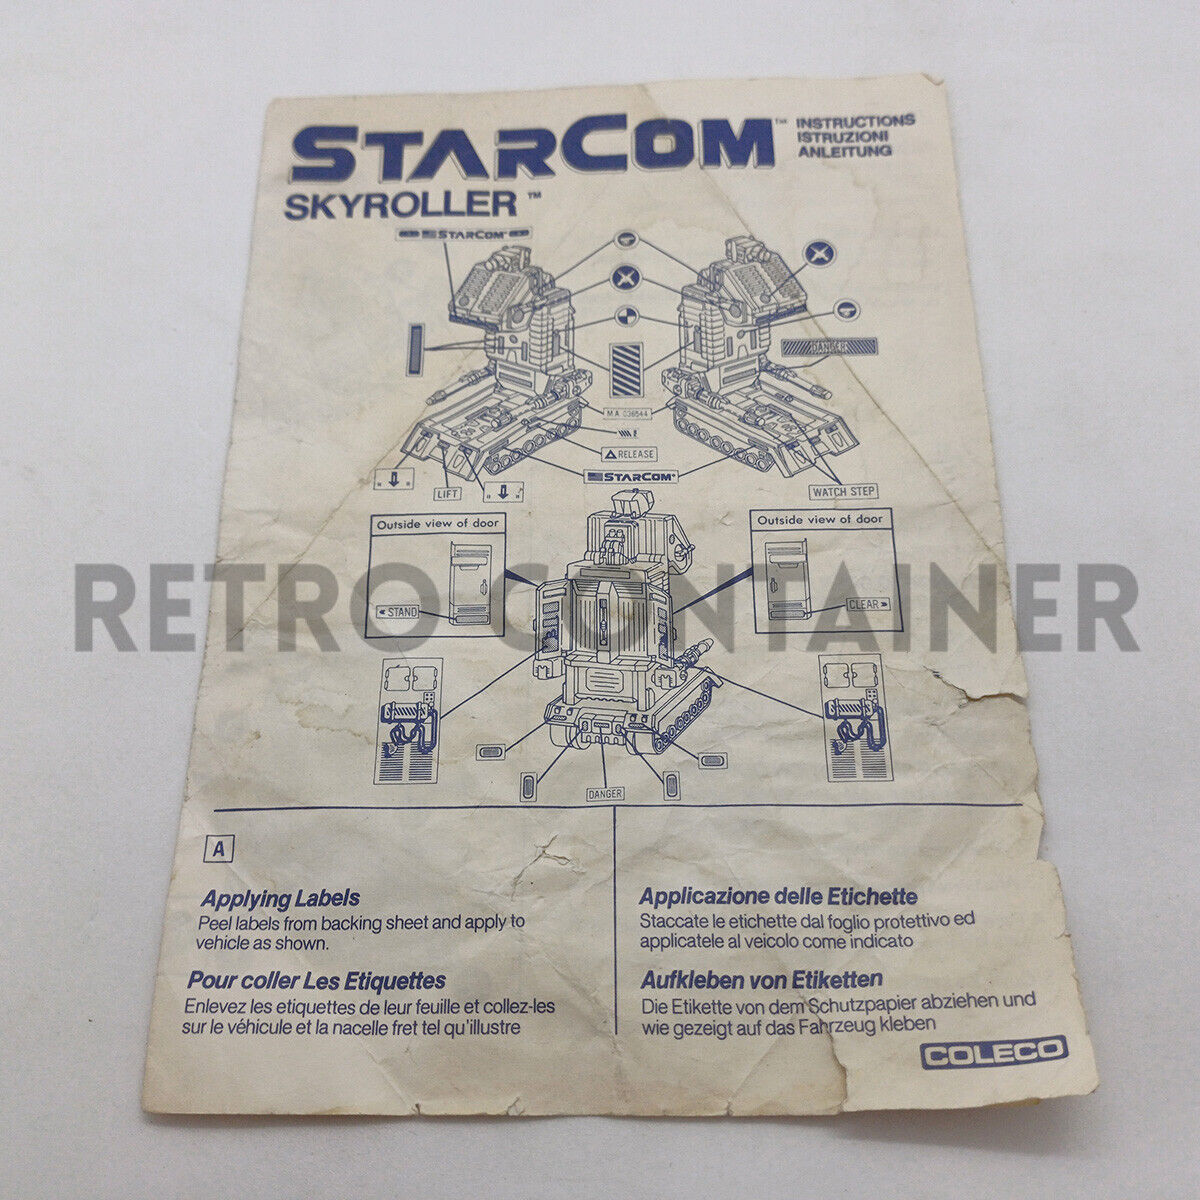 STARCOM™
INSTRUCTIONS
ISTRUZIONI
ANLEITUNG
SKYROLLER™
STARCOM
DANGER
M.A. 036544
RELEASE
STARCOM
LIFT
WATCH STEP
Outside view of door
Outside view of door
STAND
CLEAR
RETRO CONTAINER
DANGER
A
Applying Labels
Peel labels from backing sheet and apply to
vehicle as shown.
Pour coller Les Etiquettes
Enlevez les etiquettes de leur feuille et collez-les
sur le véhicule et la nacelle fret tel qu'illustre
Applicazione delle Etichette
Staccate le etichette dal foglio protettivo ed
applicatele al veicolo come indicato
Aufkleben von Etiketten
Die Etikette von dem Schutzpapier abziehen und
wie gezeigt auf das Fahrzeug kleben
COLECO